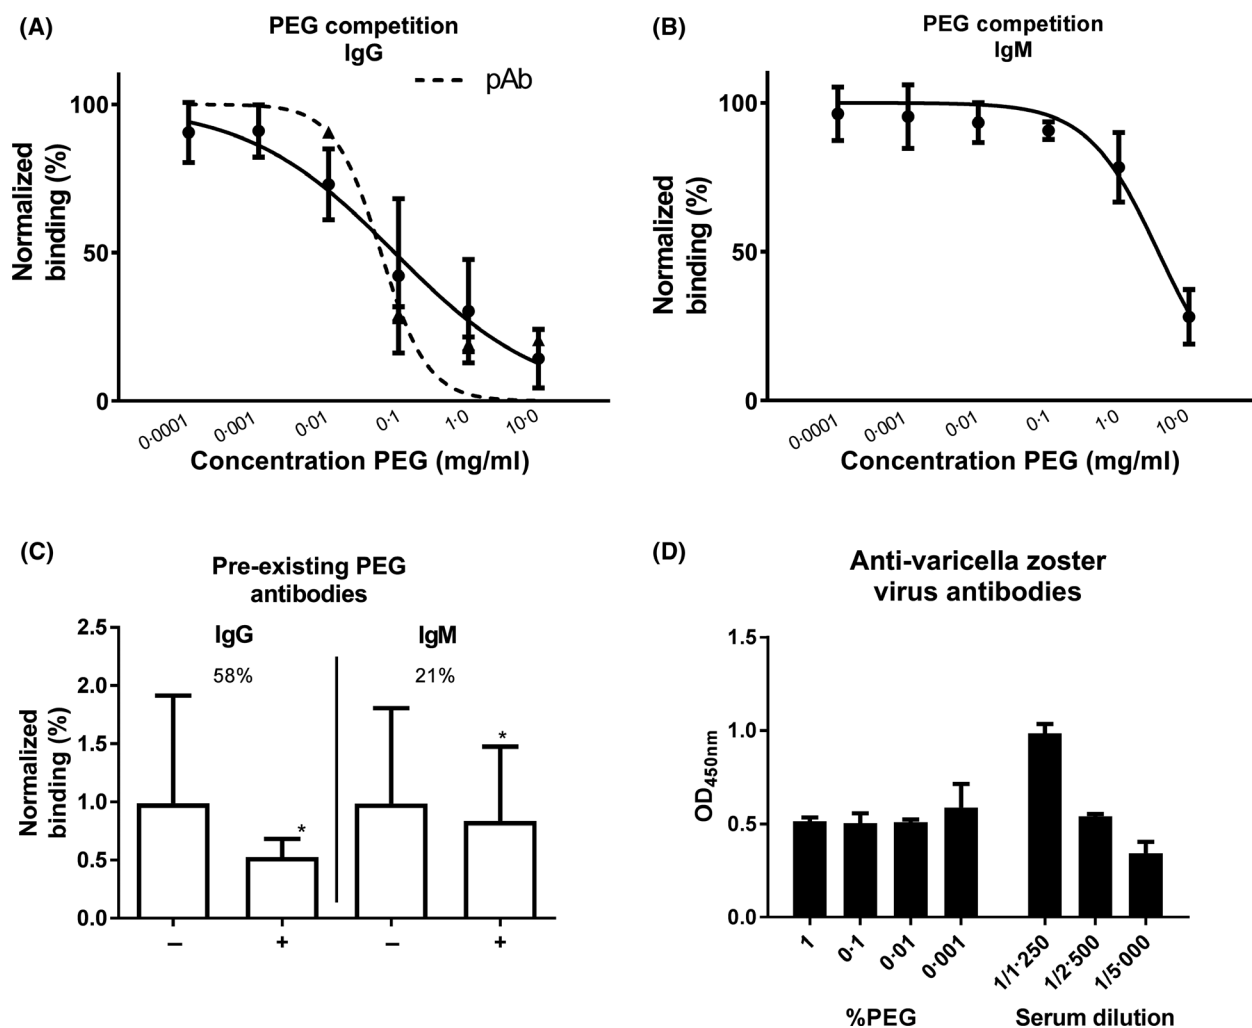 (A)
PEG competition
IgG
pAb
Normalized
binding (%)
100
50
0
0·0001
0·001
0·01
0·1
1·0
10·0
Concentration PEG (mg/ml)
(B)
PEG competition
IgM
Normalized
binding (%)
100
50
0
0·0001
0·001
0·01
0·1
1·0
10·0
Concentration PEG (mg/ml)
(C)
Pre-existing PEG
antibodies
Normalized
binding (%)
2.5
2.0
1.5
1.0
0.5
0.0
IgG
58%
IgM
21%
*
*
– + – +
(D)
Anti-varicella zoster
virus antibodies
OD450nm
1.5
1.0
0.5
0.0
1
0·1
0·01
0·001
1/1·250
1/2·500
1/5·000
%PEG
Serum dilution